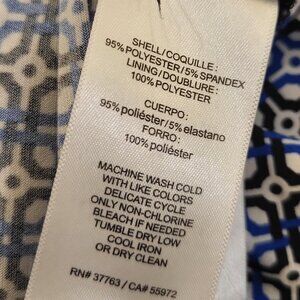 SHELL/COQUILLE :
95% POLYESTER/5% SPANDEX
LINING/DOUBLURE :
100% POLYESTER
CUERPO :
95% poliéster/5% elastano
FORRO :
100% poliéster
MACHINE WASH COLD
WITH LIKE COLORS
DELICATE CYCLE
ONLY NON-CHLORINE
BLEACH IF NEEDED
TUMBLE DRY LOW
COOL IRON
OR DRY CLEAN
RN# 37763 / CA# 55972